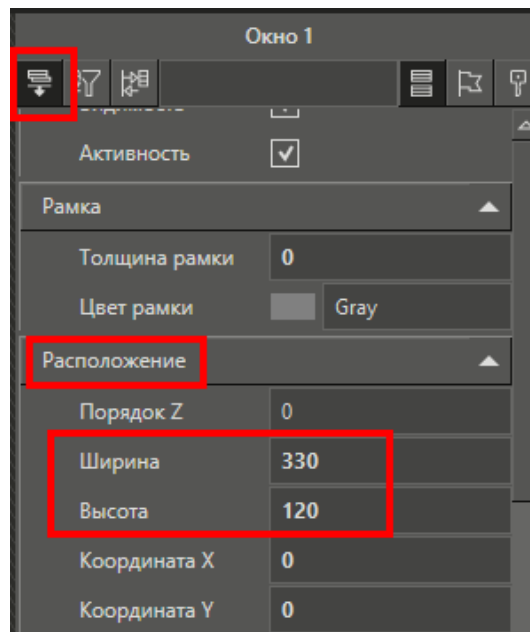 Окно 1
Видимость
Активность
Рамка
Толщина рамки 0
Цвет рамки Gray
Расположение
Порядок Z 0
Ширина 330
Высота 120
Координата X 0
Координата Y 0